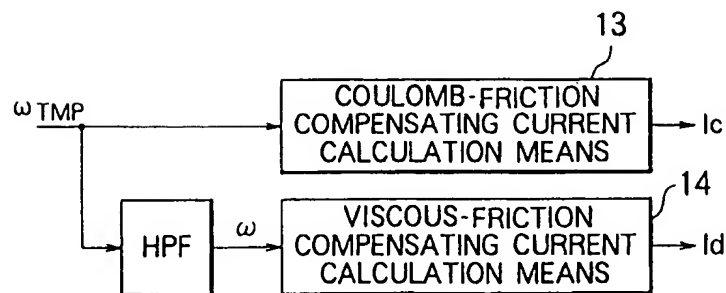 13
COULOMB-FRICTION
COMPENSATING CURRENT
CALCULATION MEANS
ωTMP
Ic
14
VISCOUS-FRICTION
COMPENSATING CURRENT
CALCULATION MEANS
HPF
ω
Id